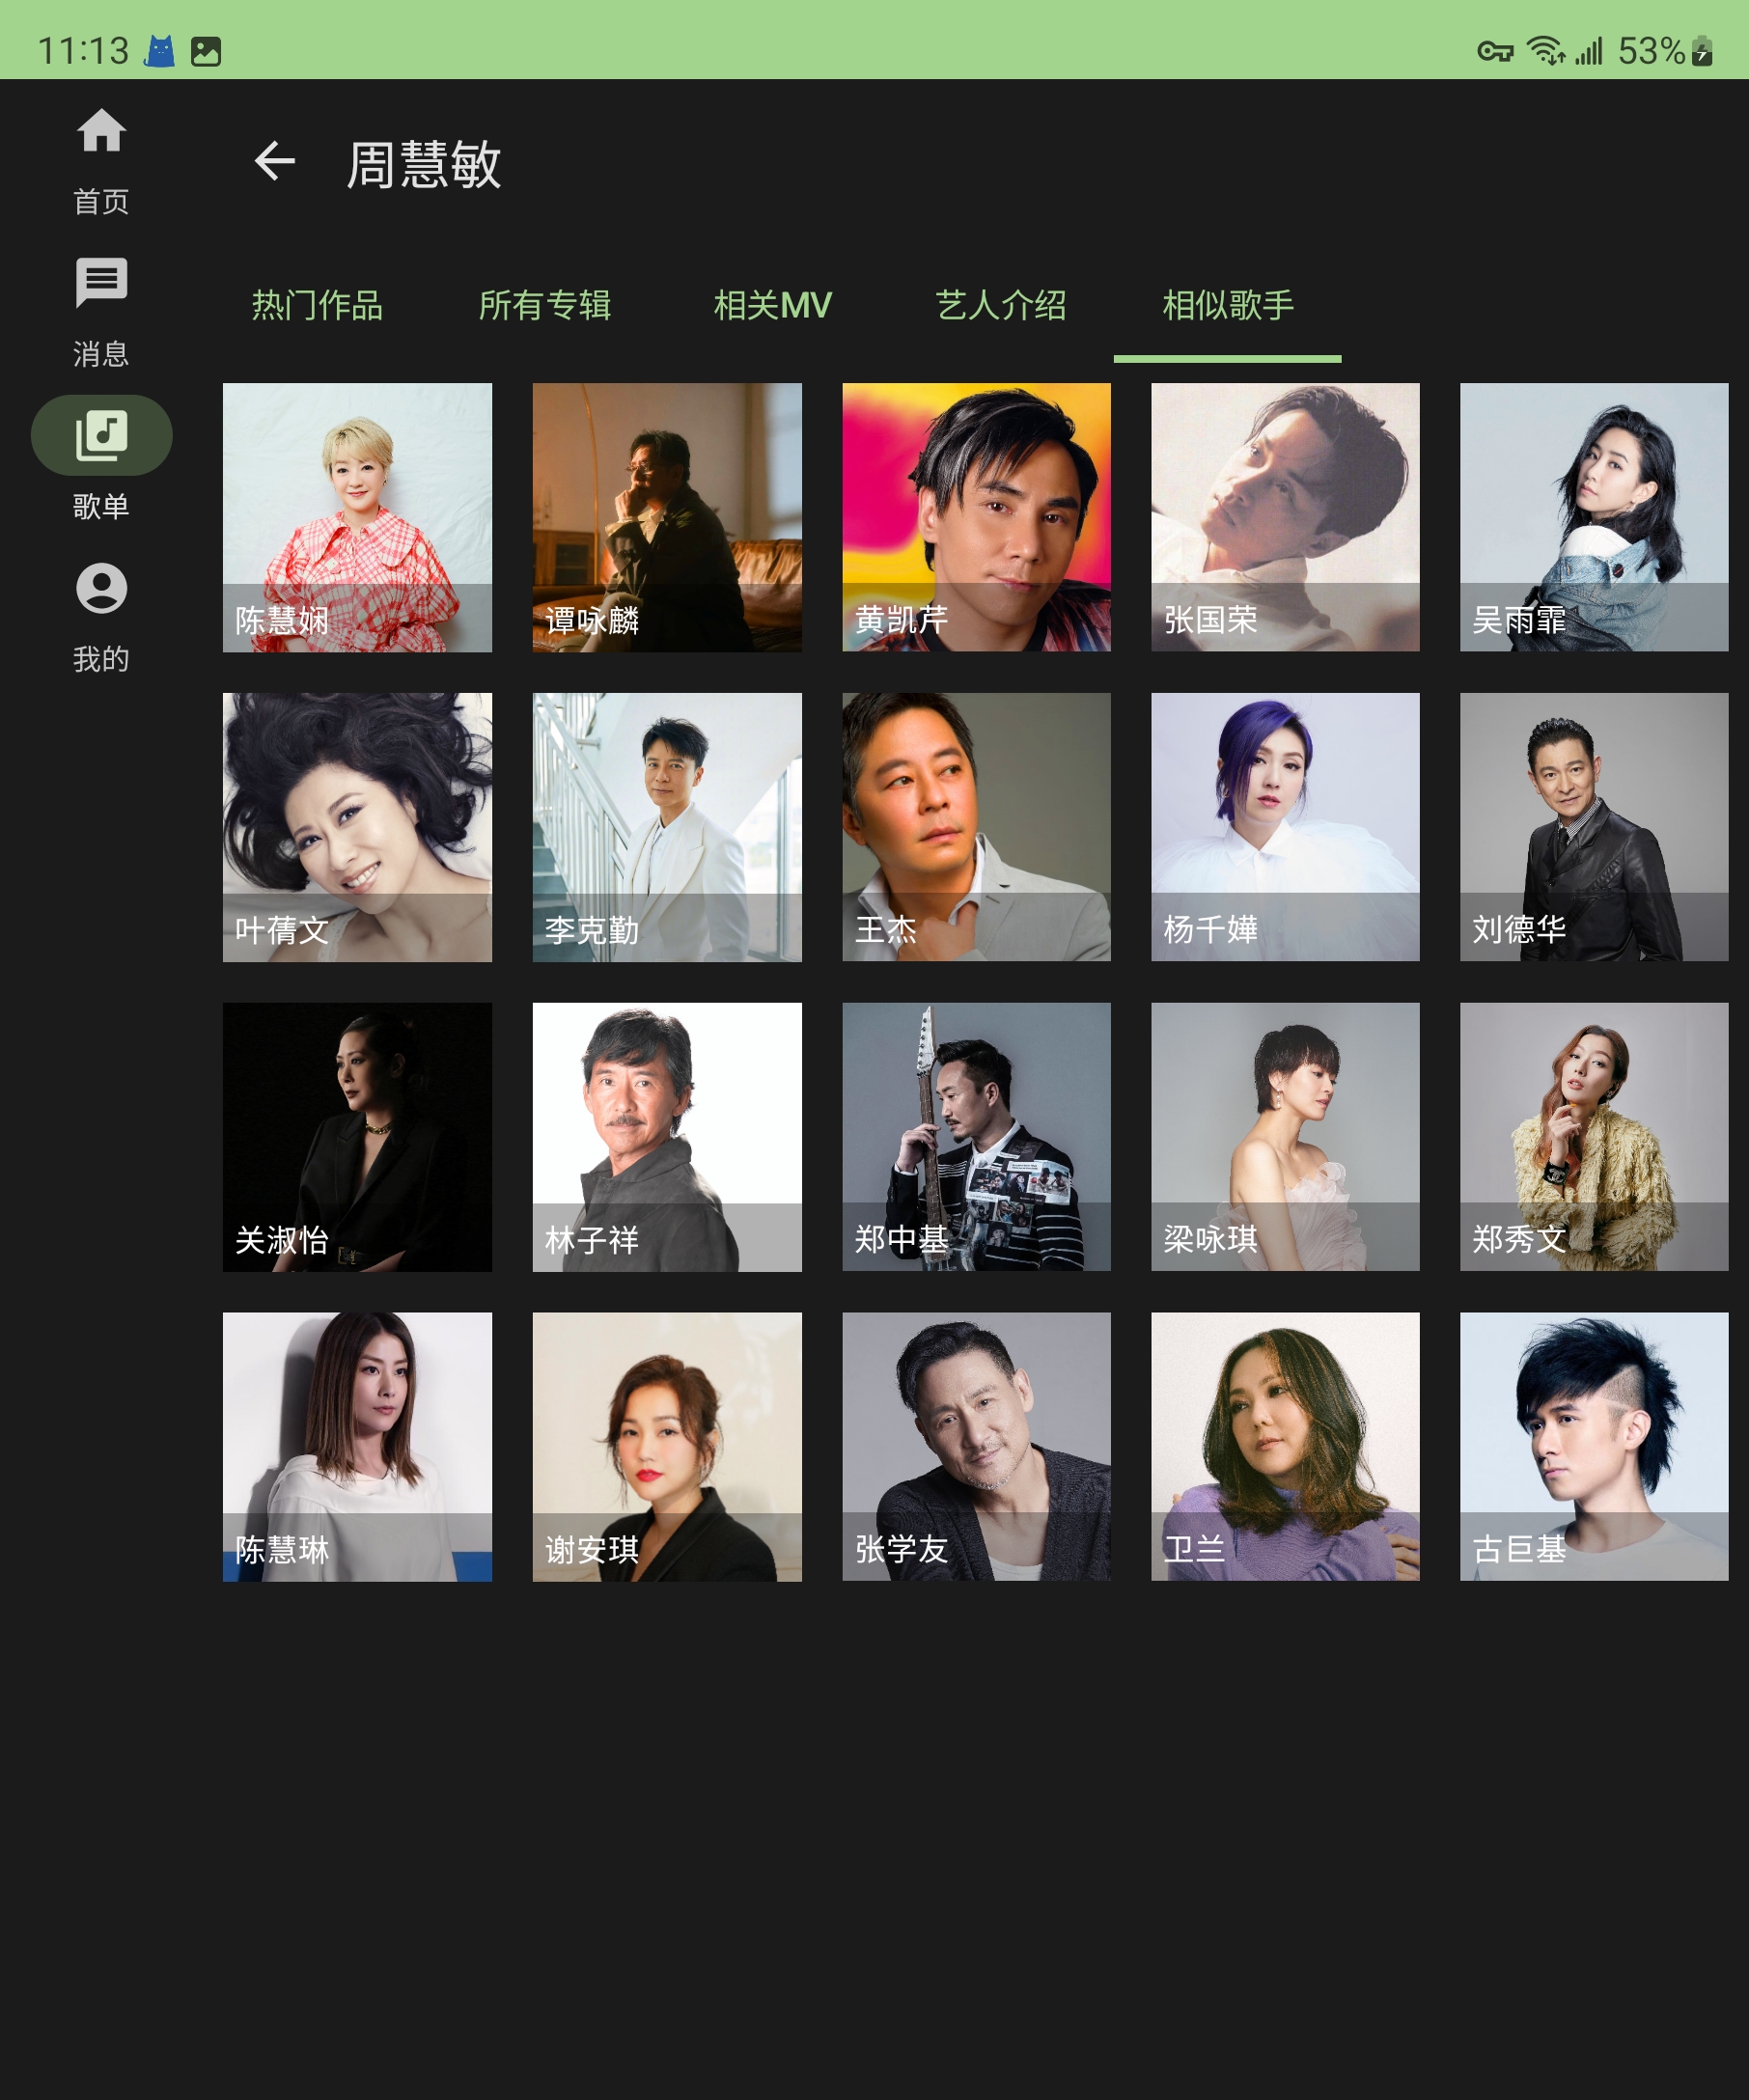 11:13
53%
周慧敏
首页
消息
歌单
我的
热门作品 所有专辑 相关MV 艺人介绍 相似歌手
陈慧娴 谭咏麟 黄凯芹 张国荣 吴雨霏
叶蒨文 李克勤 王杰 杨千嬅 刘德华
关淑怡 林子祥 郑中基 梁咏琪 郑秀文
陈慧琳 谢安琪 张学友 卫兰 古巨基